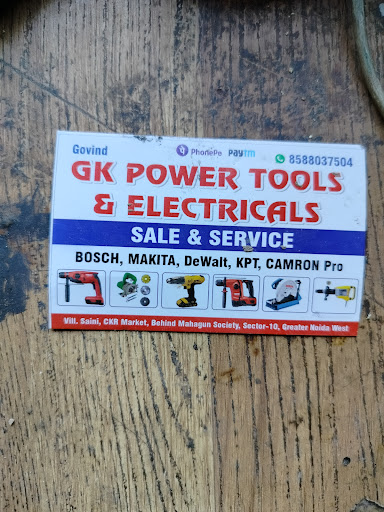 Govind PhonePe paytm 8588037504
GK POWER TOOLS
& ELECTRICALS
SALE & SERVICE
BOSCH, MAKITA, DeWalt, KPT, CAMRON Pro
Vill. Saini, CKR Market, Behind Mahagun Society, Sector-10, Greater Noida West